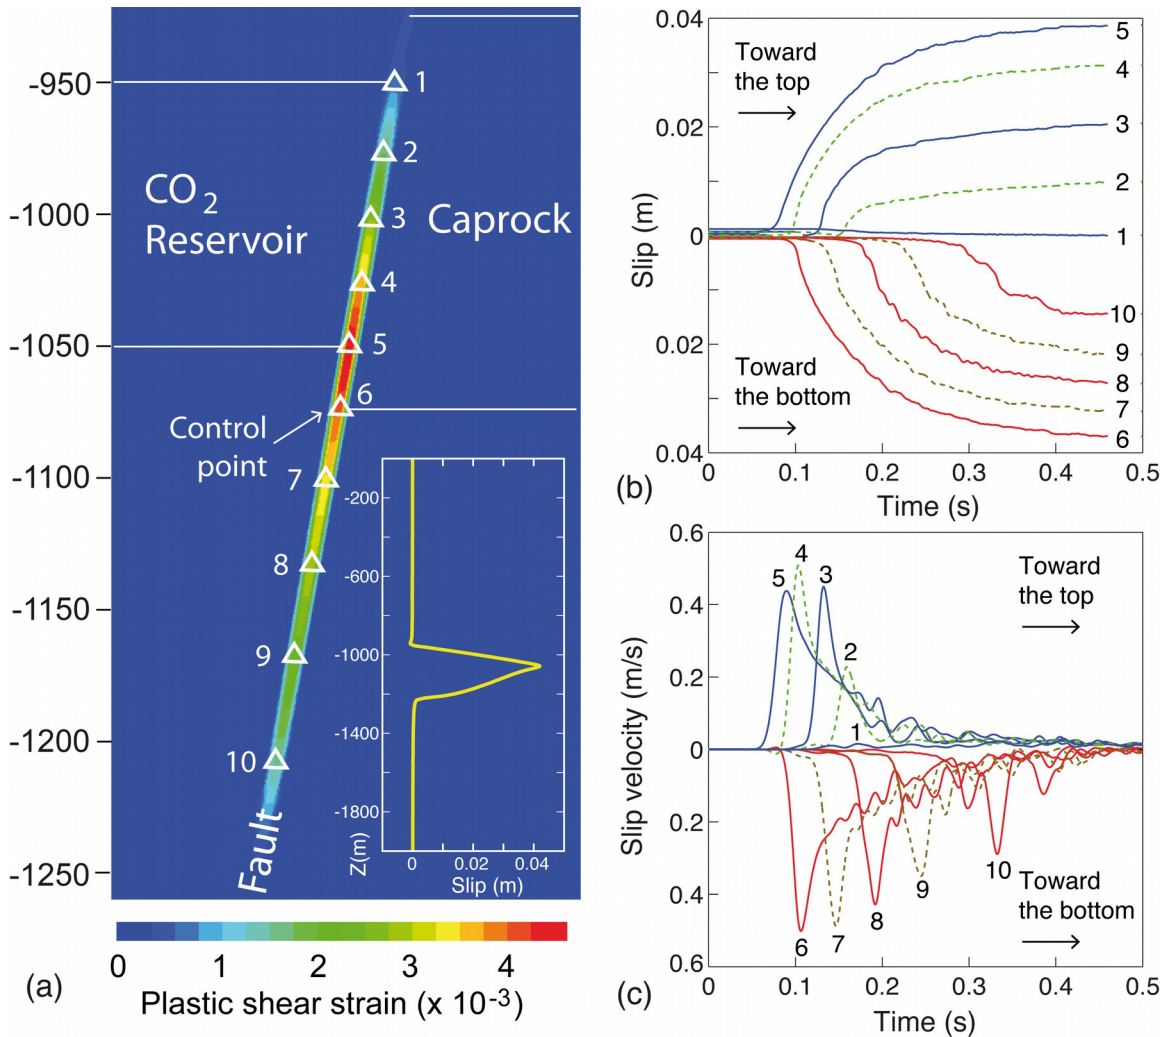 -950
-1000
-1050
-1100
-1150
-1200
-1250
CO2
Reservoir
Caprock
1
2
3
4
5
6
7
8
9
10
Control
point
Fault
-200
-600
-1000
-1400
-1800
Z(m)
0 0.02 0.04
Slip (m)
0 1 2 3 4
Plastic shear strain (x 10-3)
(a)
0.04
0.02
0
0.02
0.04
Slip (m)
Toward
the top
Toward
the bottom
5
4
3
2
1
10
9
8
7
6
0 0.1 0.2 0.3 0.4 0.5
Time (s)
(b)
0.6
0.4
0.2
0
0.2
0.4
0.6
Slip velocity (m/s)
Toward
the top
5 4 3
2
1
10
9
8
6 7
Toward
the bottom
0 0.1 0.2 0.3 0.4 0.5
Time (s)
(c)